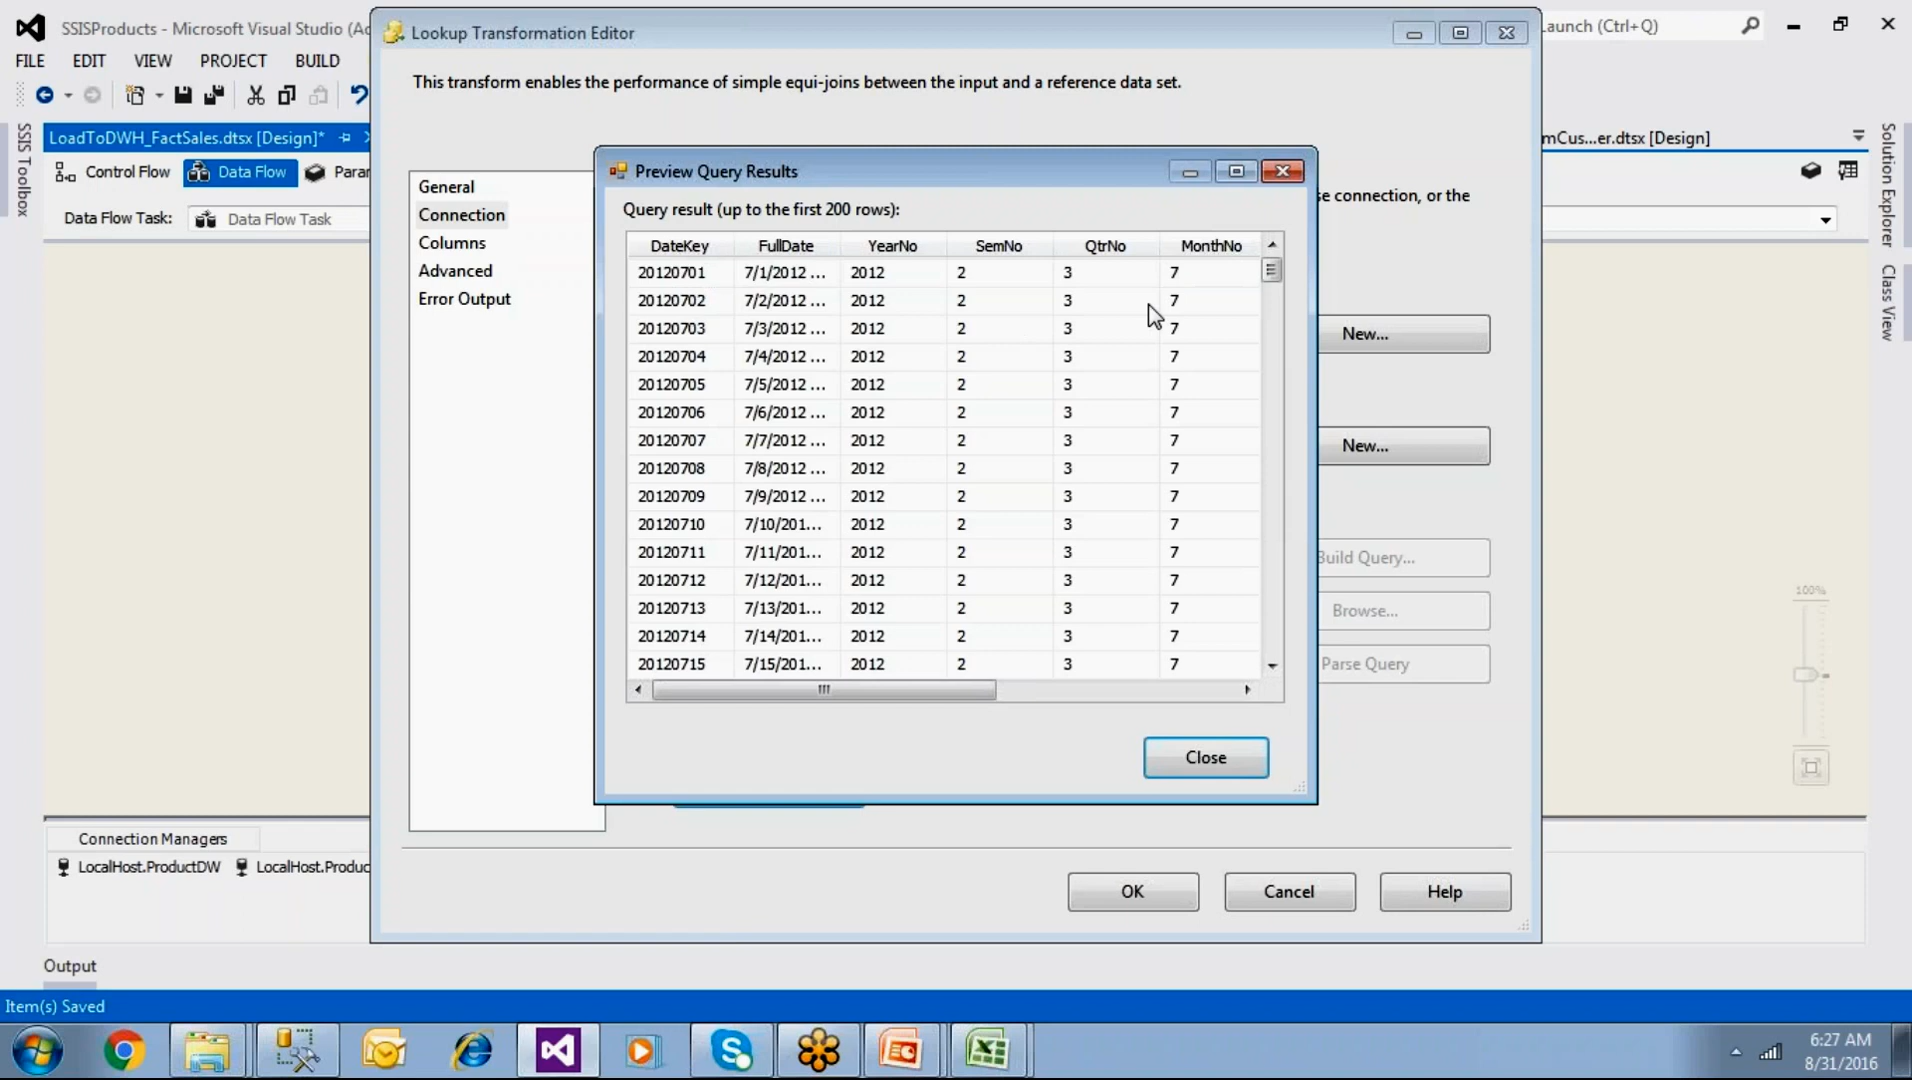 SSISProducts - Microsoft Visual Studio (Ac
Lookup Transformation Editor
Launch (Ctrl+Q)
FILE EDIT VIEW PROJECT BUILD
This transform enables the performance of simple equi-joins between the input and a reference data set.
SSIS Toolbox
LoadToDWH_FactSales.dtsx [Design]*
mCus...er.dtsx [Design]
Solution Explorer
Class View
Control Flow Data Flow Param
Data Flow Task: Data Flow Task
General
Connection
Columns
Advanced
Error Output
se connection, or the
Preview Query Results
Query result (up to the first 200 rows):
DateKey FullDate YearNo SemNo QtrNo MonthNo
20120701 7/1/2012 ... 2012 2 3 7
20120702 7/2/2012 ... 2012 2 3 7
20120703 7/3/2012 ... 2012 2 3 7
20120704 7/4/2012 ... 2012 2 3 7
20120705 7/5/2012 ... 2012 2 3 7
20120706 7/6/2012 ... 2012 2 3 7
20120707 7/7/2012 ... 2012 2 3 7
20120708 7/8/2012 ... 2012 2 3 7
20120709 7/9/2012 ... 2012 2 3 7
20120710 7/10/201... 2012 2 3 7
20120711 7/11/201... 2012 2 3 7
20120712 7/12/201... 2012 2 3 7
20120713 7/13/201... 2012 2 3 7
20120714 7/14/201... 2012 2 3 7
20120715 7/15/201... 2012 2 3 7
Close
New...
New...
Build Query...
Browse...
Parse Query
100%
Connection Managers
LocalHost.ProductDW LocalHost.Produc
OK Cancel Help
Output
Item(s) Saved
6:27 AM
8/31/2016